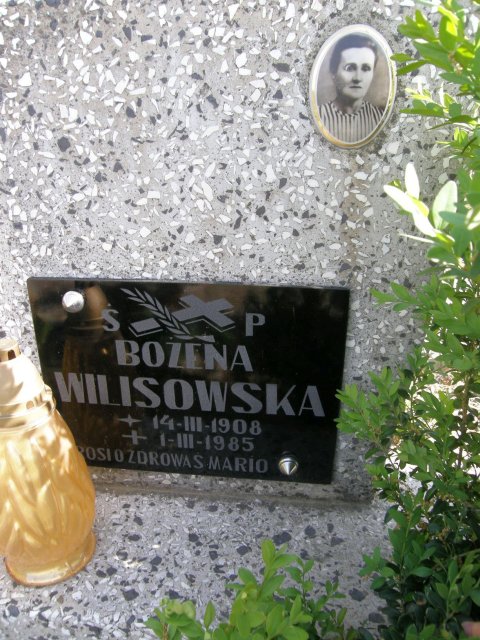 Ś P
BOŻENA
WILISOWSKA
14-III-1908
1-III-1985
PROSI O ZDROWAŚ MARIO